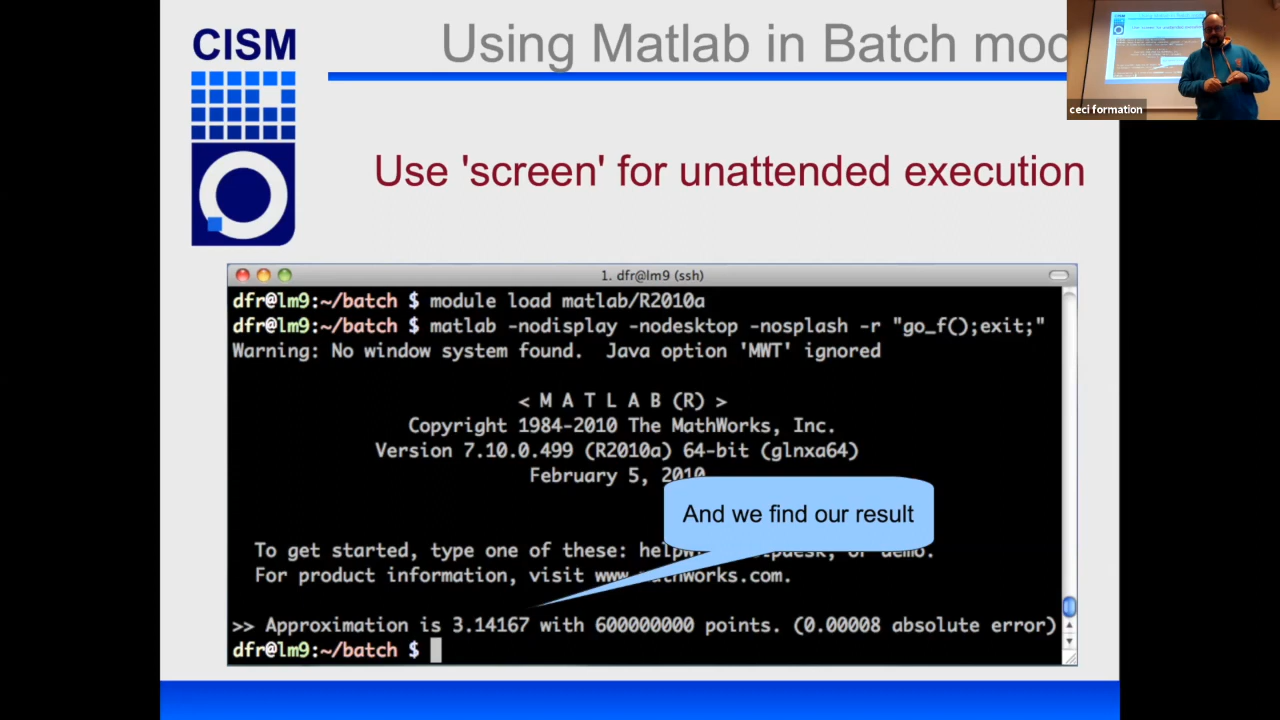 CISM
Using Matlab in Batch mod
ceci formation
Use 'screen' for unattended execution
1. dfr@lm9 (ssh)
dfr@lm9:~/batch $ module load matlab/R2010a
dfr@lm9:~/batch $ matlab -nodisplay -nodesktop -nosplash -r "go_f();exit;"
Warning: No window system found.  Java option 'MWT' ignored
< M A T L A B (R) >
Copyright 1984-2010 The MathWorks, Inc.
Version 7.10.0.499 (R2010a) 64-bit (glnxa64)
February 5, 2010
And we find our result
To get started, type one of these: or demo.
For product information, visit
>> Approximation is 3.14167 with 600000000 points. (0.00008 absolute error)
dfr@lm9:~/batch $